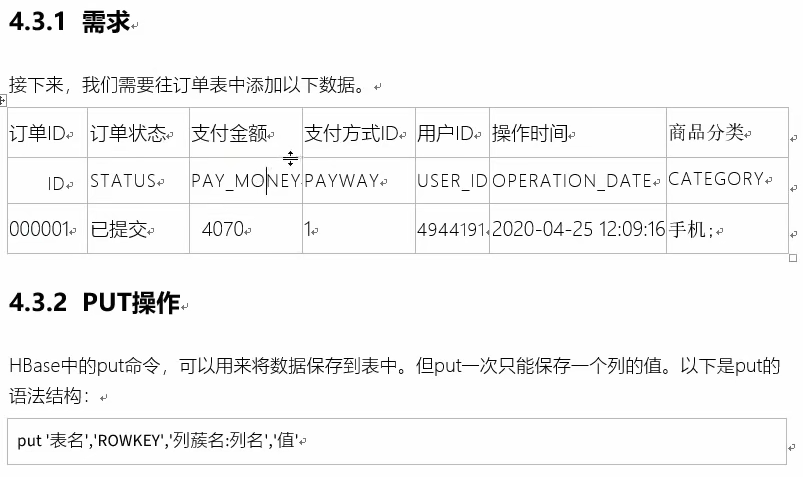 4.3.1 需求
接下来，我们需要往订单表中添加以下数据。
订单ID 订单状态 支付金额 支付方式ID 用户ID 操作时间 商品分类
ID STATUS PAY_MONEY PAYWAY USER_ID OPERATION_DATE CATEGORY
000001 已提交 4070 1 4944191 2020-04-25 12:09:16 手机;
4.3.2 PUT操作
HBase中的put命令，可以用来将数据保存到表中。但put一次只能保存一个列的值。以下是put的
语法结构：
put '表名','ROWKEY','列蔟名:列名','值'